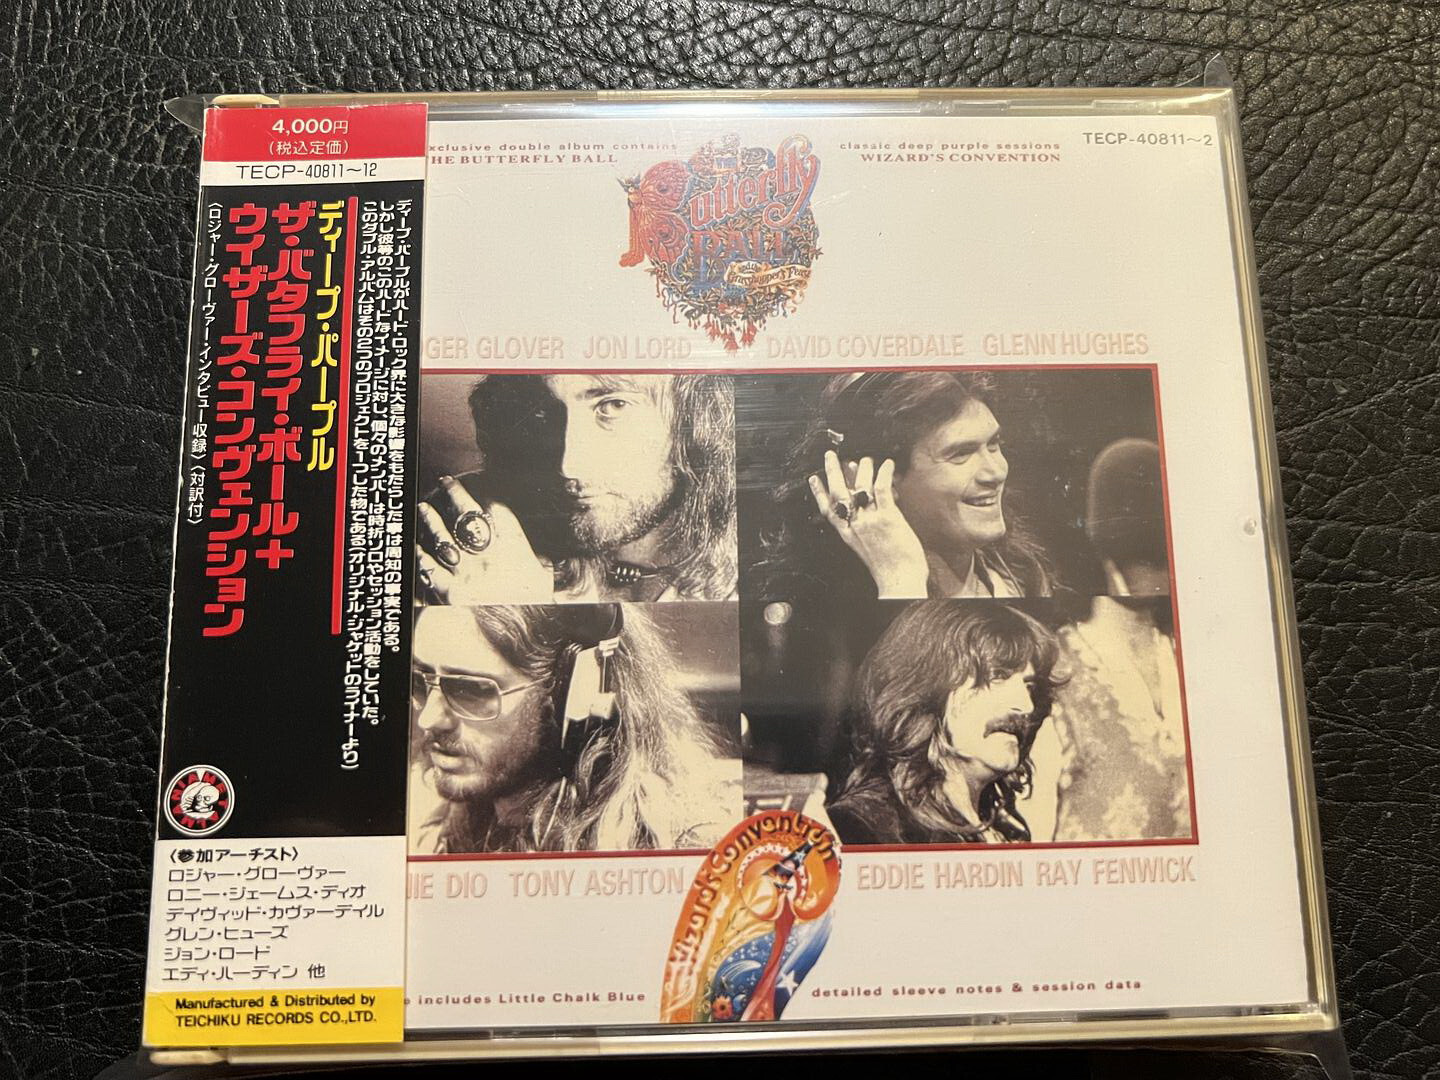 4,000円
(税込定価)
TECP-40811〜12
ディープ・パープルがハード・ロック界に大きな影響をもたらした事は周知の事実である。
しかし彼等のこのハードなイメージに対し、個々のメンバーは時折ソロやセッション活動をしていた。
このダブル・アルバムはその2つのプロジェクトを1つにした物である(オリジナル・ジャケットのライナーより)
ディープ・パープル
ザ・バタフライ・ボール+
ウィザーズ・コンヴェンション
〈ロジャー・グローヴァー・インタビュー収録〉〈対訳付〉
METALMANIA
〈参加アーチスト〉
ロジャー・グローヴァー
ロニー・ジェームス・ディオ
デイヴィッド・カヴァーデイル
グレン・ヒューズ
ジョン・ロード
エディ・ハーディン 他
Manufactured & Distributed by
TEICHIKU RECORDS CO.,LTD.
xclusive double album contains
HE BUTTERFLY BALL
classic deep purple sessions
WIZARD'S CONVENTION
TECP-40811〜2
THE
Butterfly
BALL
and the
Grasshopper's Feast
OGER GLOVER JON LORD DAVID COVERDALE GLENN HUGHES
NIE DIO TONY ASHTON EDDIE HARDIN RAY FENWICK
Wizard's Convention
includes Little Chalk Blue
detailed sleeve notes & session data